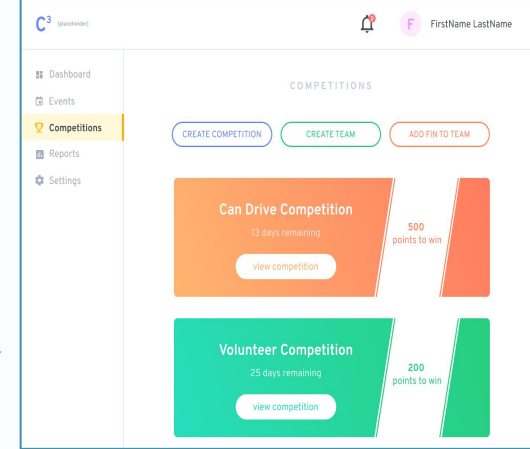 C3 [placeholder]
F FirstName LastName
Dashboard
Events
Competitions
Reports
Settings
COMPETITIONS
CREATE COMPETITION
CREATE TEAM
ADD FIN TO TEAM
Can Drive Competition
13 days remaining
view competition
500
points to win
Volunteer Competition
25 days remaining
view competition
200
points to win